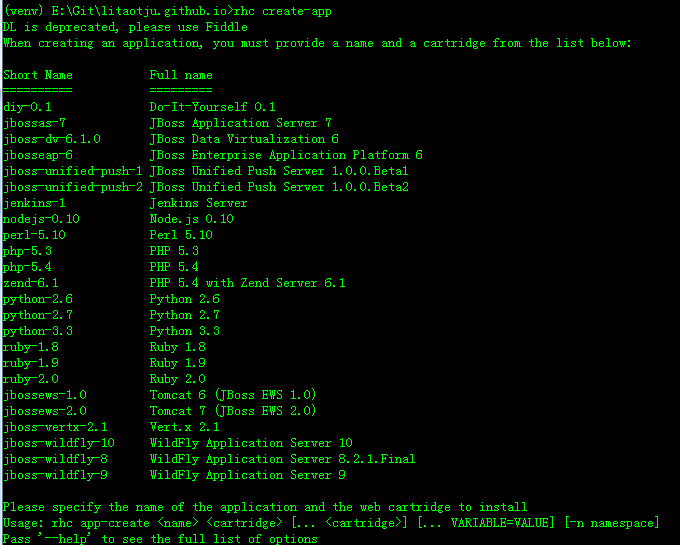 (venv) E:\Git\litaotju.github.io>rhc create-app
DL is deprecated, please use Fiddle
When creating an application, you must provide a name and a cartridge from the list below:
Short Name Full name
========== =========
diy-0.1 Do-It-Yourself 0.1
jbossas-7 JBoss Application Server 7
jboss-dv-6.1.0 JBoss Data Virtualization 6
jbosseap-6 JBoss Enterprise Application Platform 6
jboss-unified-push-1 JBoss Unified Push Server 1.0.0.Beta1
jboss-unified-push-2 JBoss Unified Push Server 1.0.0.Beta2
jenkins-1 Jenkins Server
nodejs-0.10 Node.js 0.10
perl-5.10 Perl 5.10
php-5.3 PHP 5.3
php-5.4 PHP 5.4
zend-6.1 PHP 5.4 with Zend Server 6.1
python-2.6 Python 2.6
python-2.7 Python 2.7
python-3.3 Python 3.3
ruby-1.8 Ruby 1.8
ruby-1.9 Ruby 1.9
ruby-2.0 Ruby 2.0
jbossews-1.0 Tomcat 6 (JBoss EWS 1.0)
jbossews-2.0 Tomcat 7 (JBoss EWS 2.0)
jboss-vertx-2.1 Vert.x 2.1
jboss-wildfly-10 WildFly Application Server 10
jboss-wildfly-8 WildFly Application Server 8.2.1.Final
jboss-wildfly-9 WildFly Application Server 9
Please specify the name of the application and the web cartridge to install
Usage: rhc app-create <name> <cartridge> [... <cartridge>] [... VARIABLE=VALUE] [-n namespace]
Pass '--help' to see the full list of options